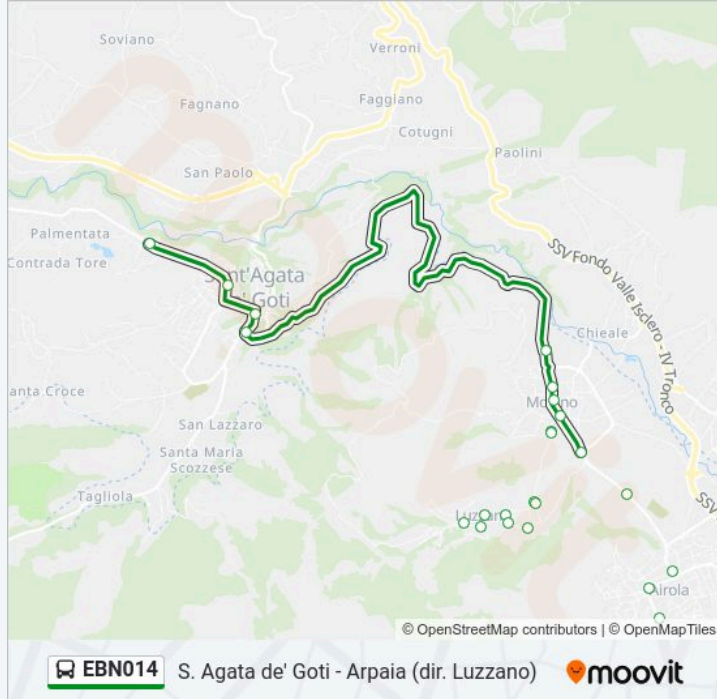 Soviano
Verroni
Fagnano
Faggiano
Cotugni
San Paolo
Paolini
Palmentata
Contrada Tore
Sant'Agata
de' Goti
SSV Fondo Valle Isclero - IV Tronco
Chieale
anta Croce
San Lazzaro
Santa Maria
Scozzese
Tagliola
Luzzano
SSV
Airola
© OpenStreetMap contributors | © OpenMapTiles
EBN014 S. Agata de' Goti - Arpaia (dir. Luzzano) moovit